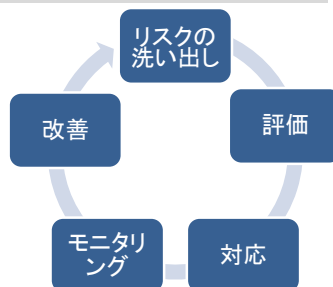 リスクの
洗い出し
評価
対応
モニタリ
ング
改善